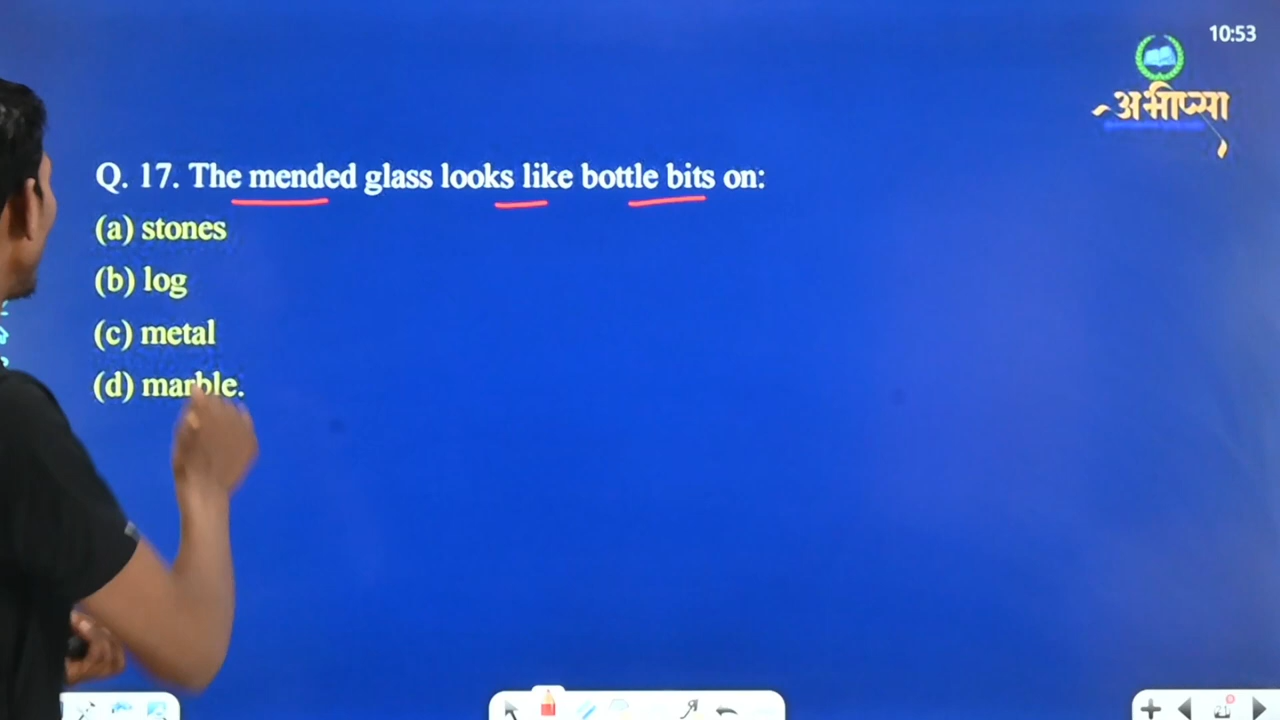 10:53
अभीप्सा
Q. 17. The mended glass looks like bottle bits on:
(a) stones
(b) log
(c) metal
(d) marble.